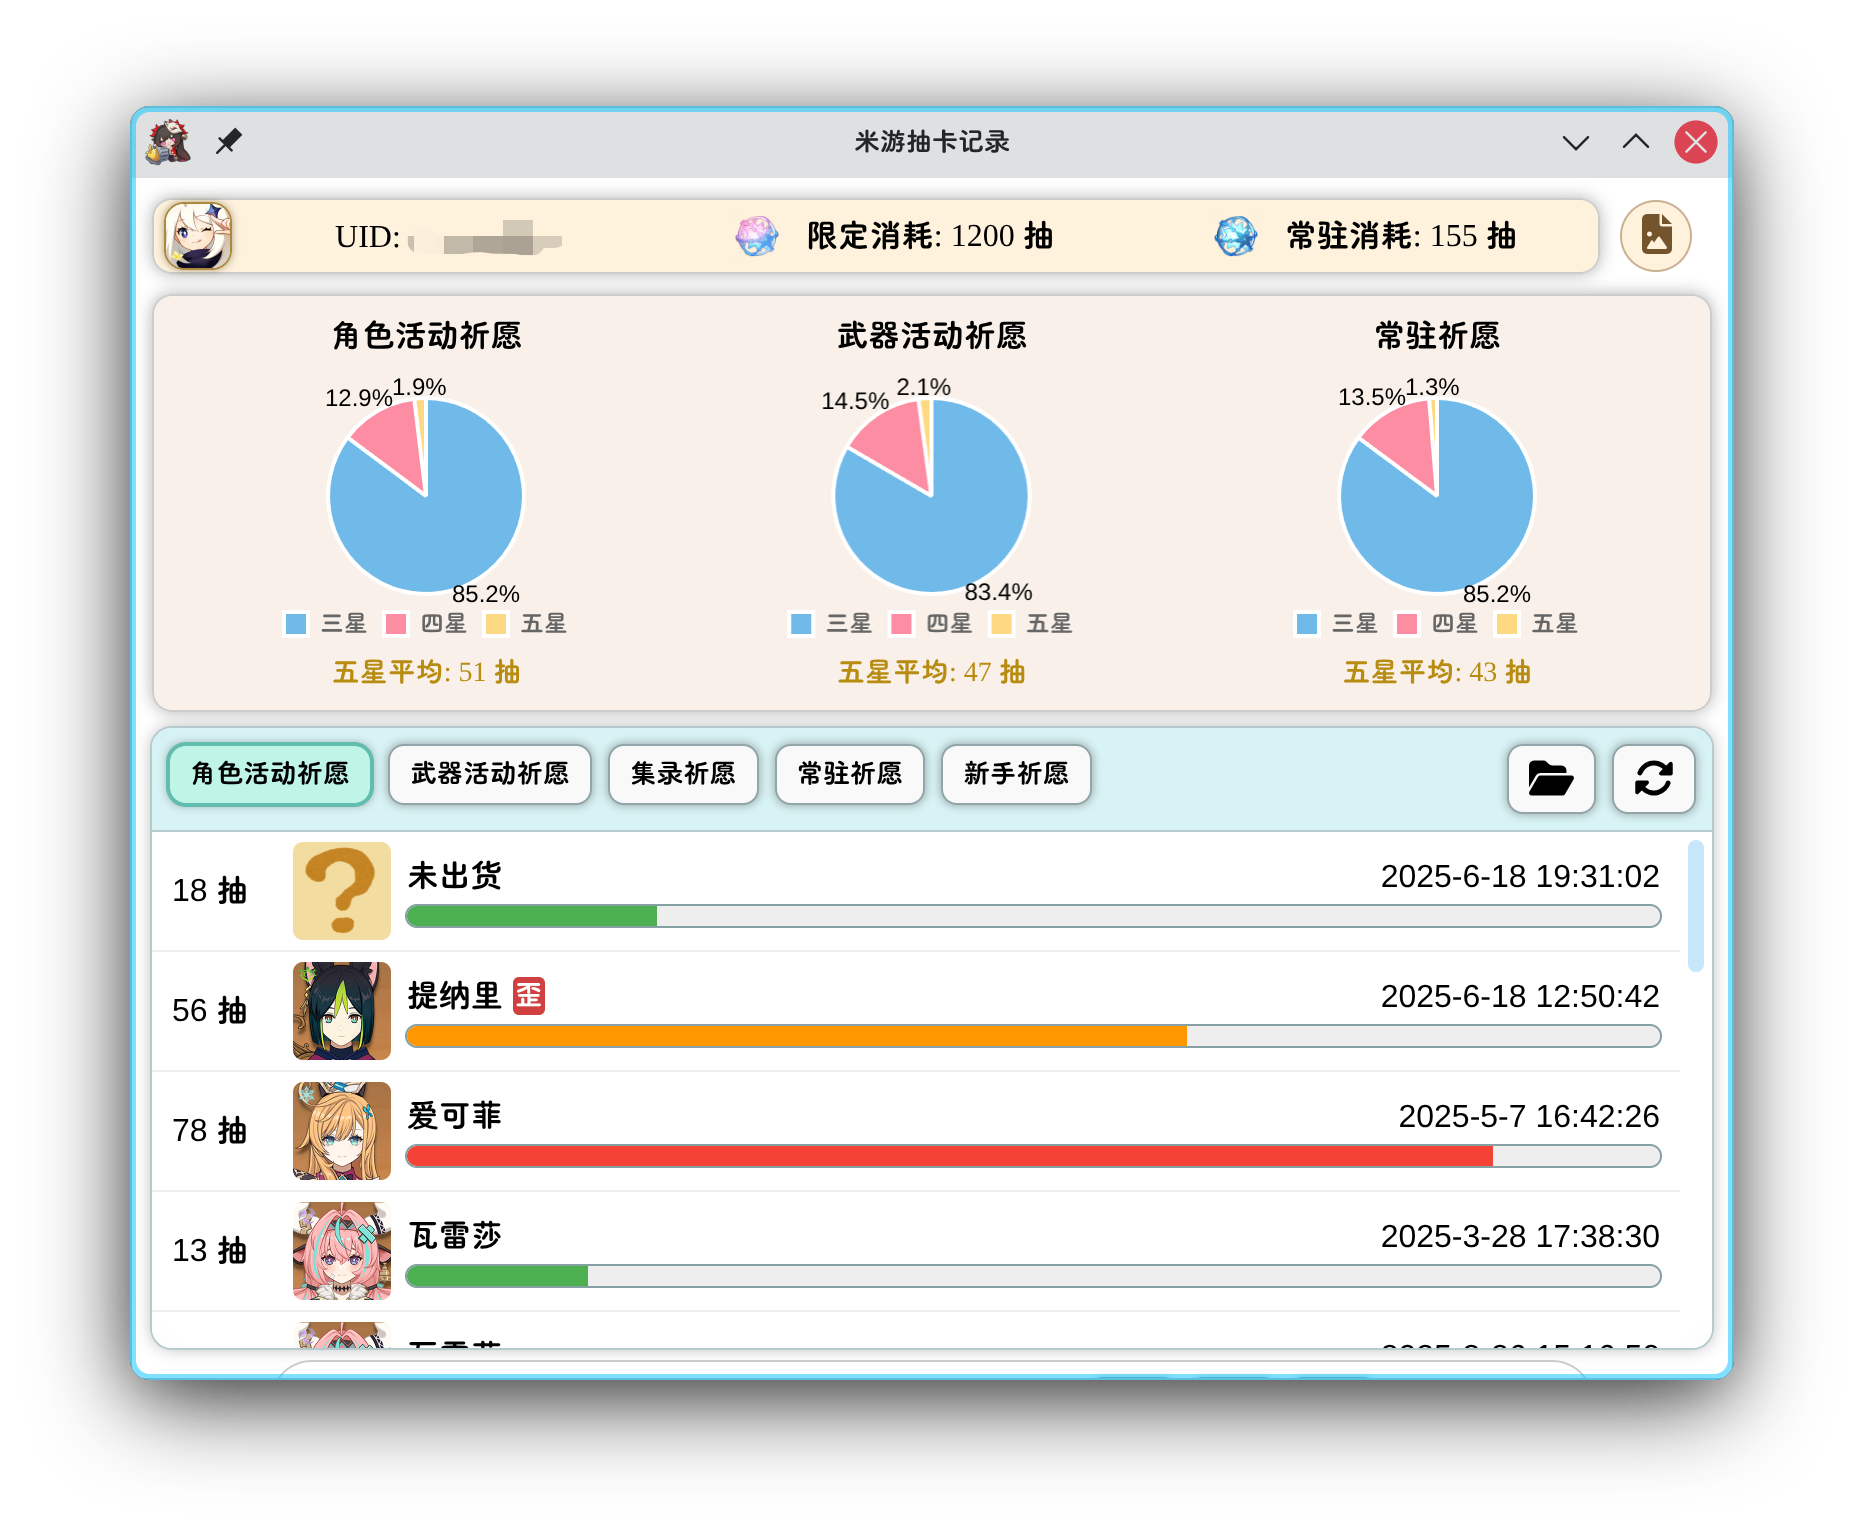 米游抽卡记录
UID:
限定消耗: 1200 抽
常驻消耗: 155 抽
角色活动祈愿
12.9%
1.9%
85.2%
三星 四星 五星
五星平均: 51 抽
武器活动祈愿
14.5%
2.1%
83.4%
三星 四星 五星
五星平均: 47 抽
常驻祈愿
13.5%
1.3%
85.2%
三星 四星 五星
五星平均: 43 抽
角色活动祈愿 武器活动祈愿 集录祈愿 常驻祈愿 新手祈愿
18 抽
未出货
2025-6-18 19:31:02
56 抽
提纳里 歪
2025-6-18 12:50:42
78 抽
爱可菲
2025-5-7 16:42:26
13 抽
瓦雷莎
2025-3-28 17:38:30